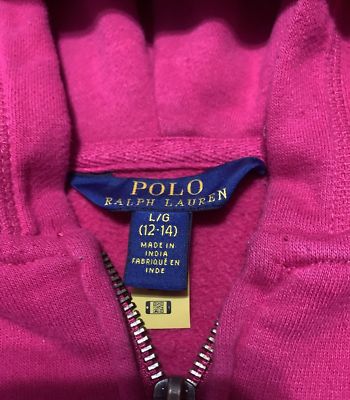 POLO
RALPH LAUREN
L/G
(12-14)
MADE IN
INDIA
FABRIQUÉ EN
INDE